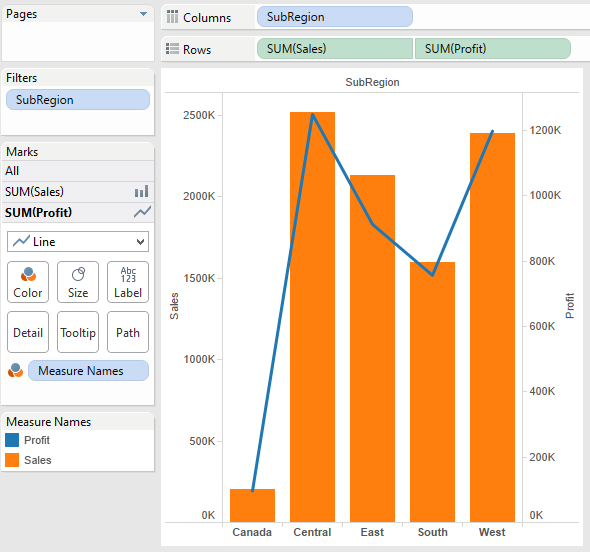 Pages
Columns
SubRegion
Rows
SUM(Sales)
SUM(Profit)
Filters
SubRegion
Marks
All
SUM(Sales)
SUM(Profit)
Line
Color
Size
Abc
123
Label
Detail
Tooltip
Path
Measure Names
Measure Names
Profit
Sales
SubRegion
2500K
2000K
1500K
1000K
500K
0K
Sales
1200K
1000K
800K
600K
400K
200K
0K
Profit
Canada
Central
East
South
West